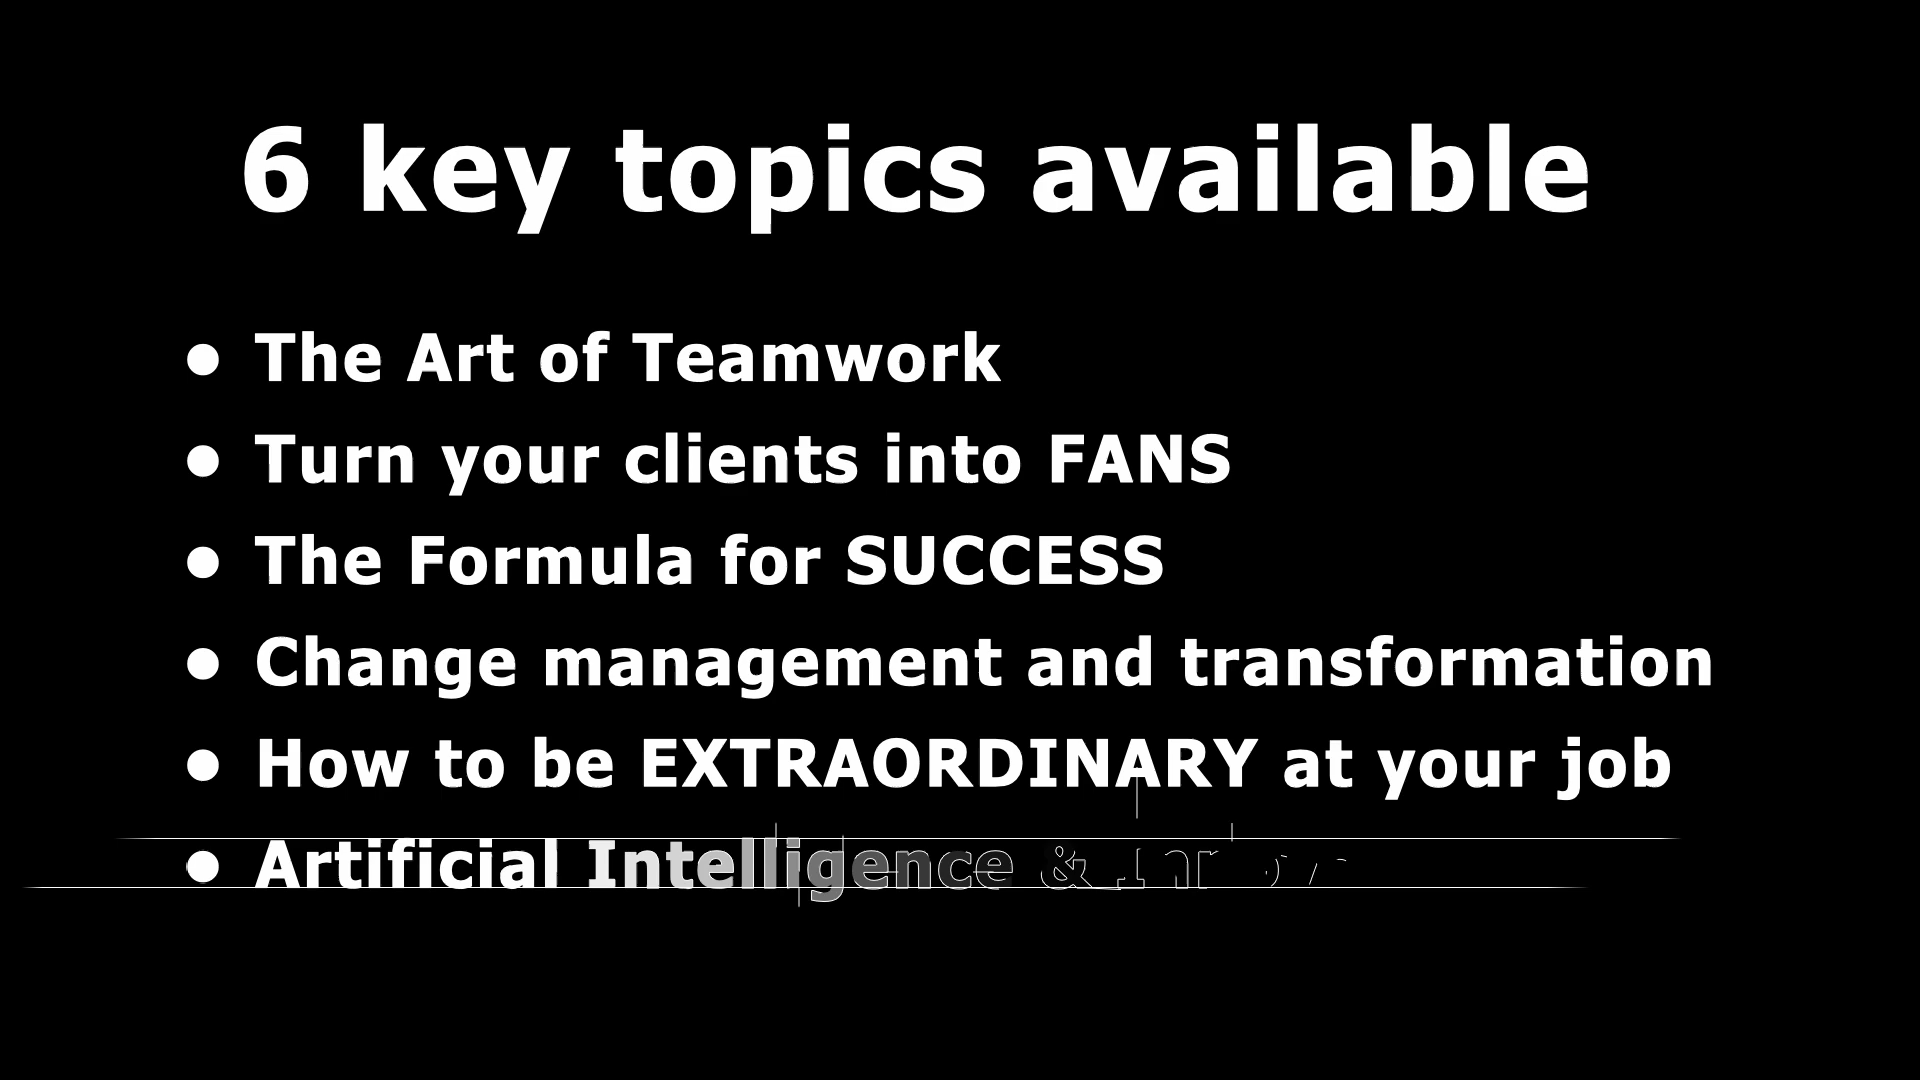 6 key topics available
• The Art of Teamwork
• Turn your clients into FANS
• The Formula for SUCCESS
• Change management and transformation
• How to be EXTRAORDINARY at your job
• Artificial Intelligence &